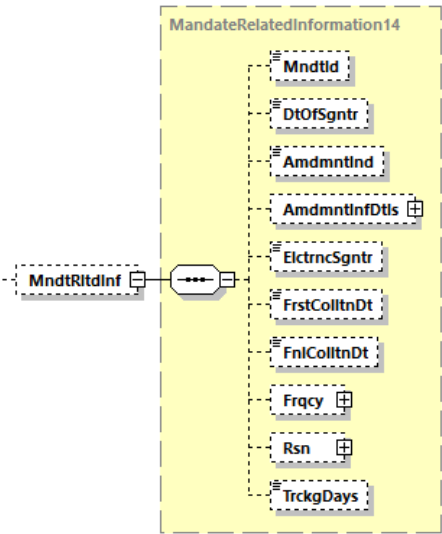 MandateRelatedInformation14
MndtId
DtOfSgntr
AmdmntInd
AmdmntInfDtls
ElctrncSgntr
MndtRltdInf
FrstColltnDt
FnlColltnDt
Frqcy
Rsn
TrckgDays